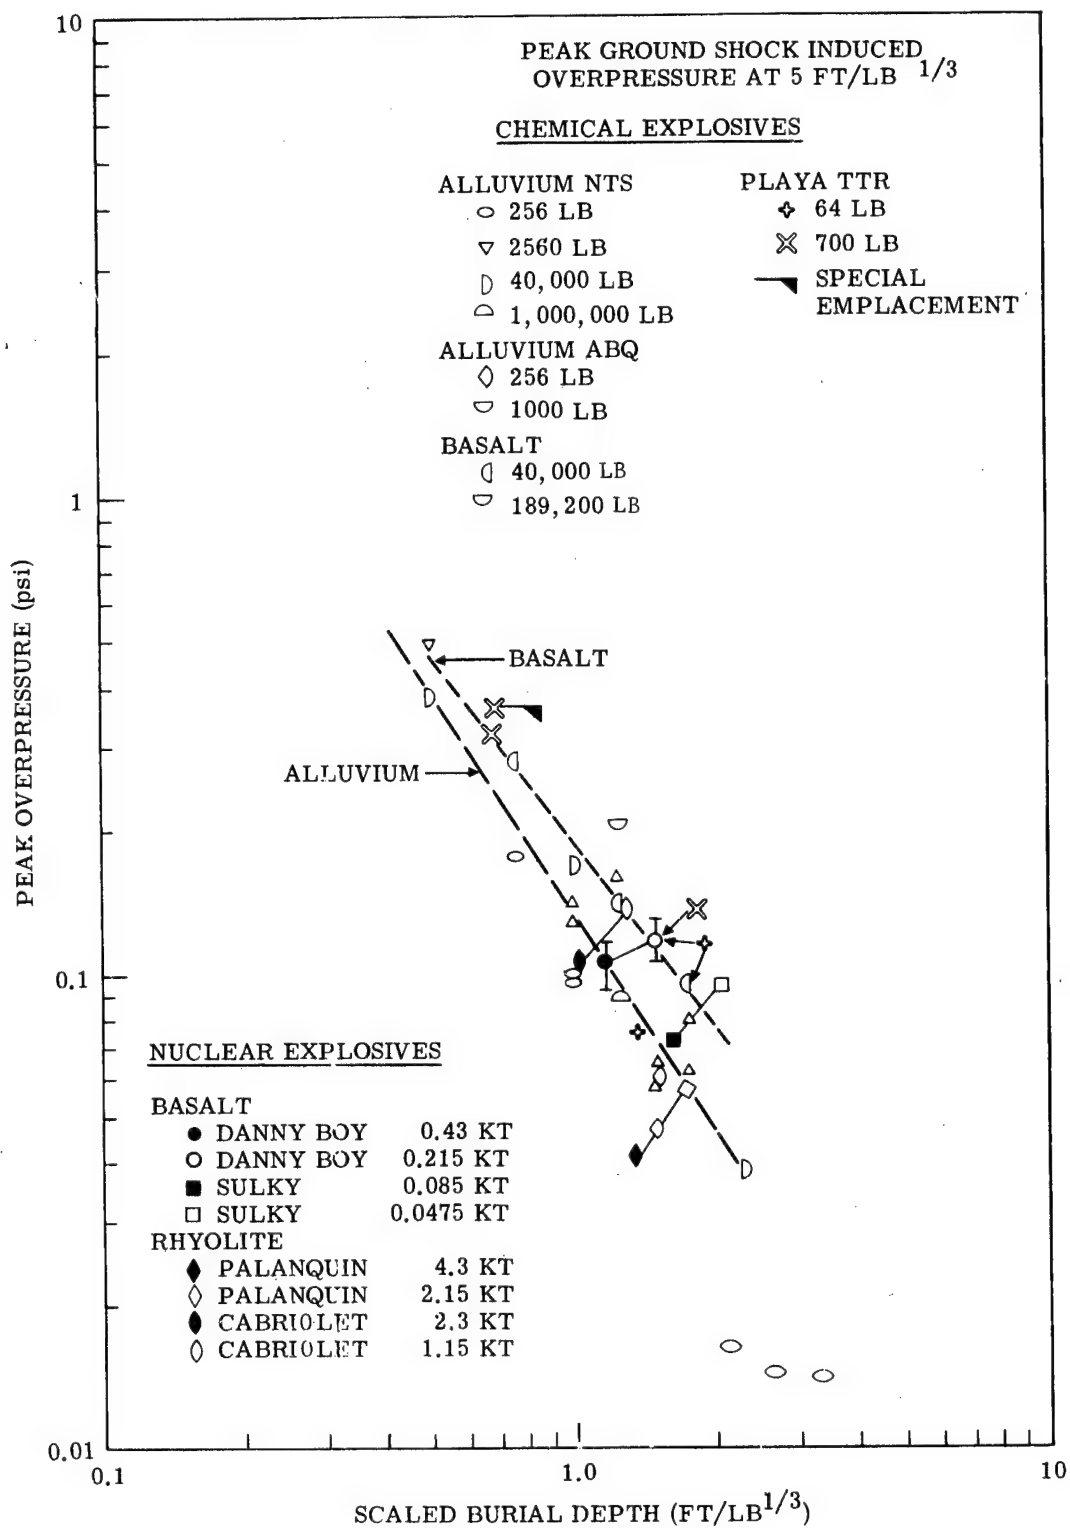 10
PEAK GROUND SHOCK INDUCED
OVERPRESSURE AT 5 FT/LB 1/3
CHEMICAL EXPLOSIVES
ALLUVIUM NTS
256 LB
2560 LB
40,000 LB
1,000,000 LB
ALLUVIUM ABQ
256 LB
1000 LB
BASALT
40,000 LB
189,200 LB
PLAYA TTR
64 LB
700 LB
SPECIAL
EMPLACEMENT
1
PEAK OVERPRESSURE (psi)
BASALT
ALLUVIUM
0.1
NUCLEAR EXPLOSIVES
BASALT
DANNY BOY 0.43 KT
DANNY BOY 0.215 KT
SULKY 0.085 KT
SULKY 0.0475 KT
RHYOLITE
PALANQUIN 4.3 KT
PALANQUIN 2.15 KT
CABRIOLET 2.3 KT
CABRIOLET 1.15 KT
0.01
0.1 1.0 10
SCALED BURIAL DEPTH (FT/LB1/3)